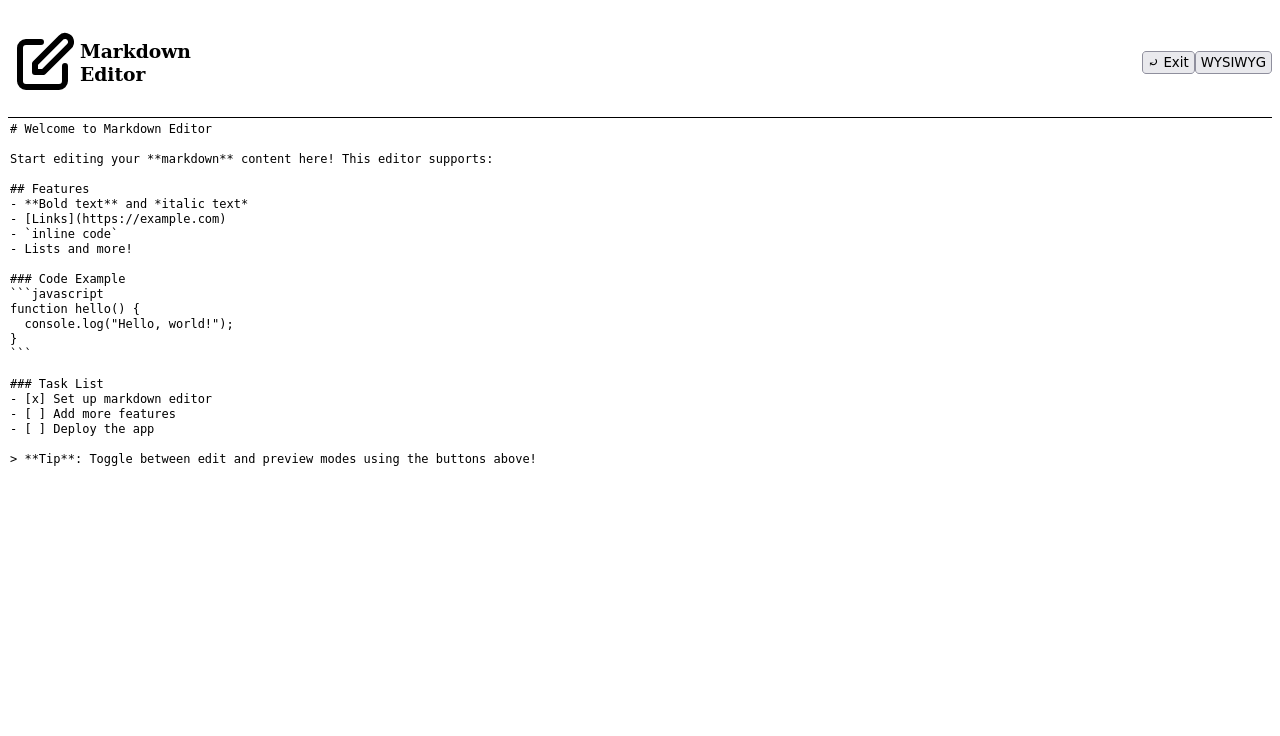 Markdown
Editor
⤾ Exit
WYSIWYG
# Welcome to Markdown Editor
Start editing your **markdown** content here! This editor supports:
## Features
- **Bold text** and *italic text*
- [Links](https://example.com)
- `inline code`
- Lists and more!
### Code Example
```javascript
function hello() {
  console.log("Hello, world!");
}
```
### Task List
- [x] Set up markdown editor
- [ ] Add more features
- [ ] Deploy the app
> **Tip**: Toggle between edit and preview modes using the buttons above!